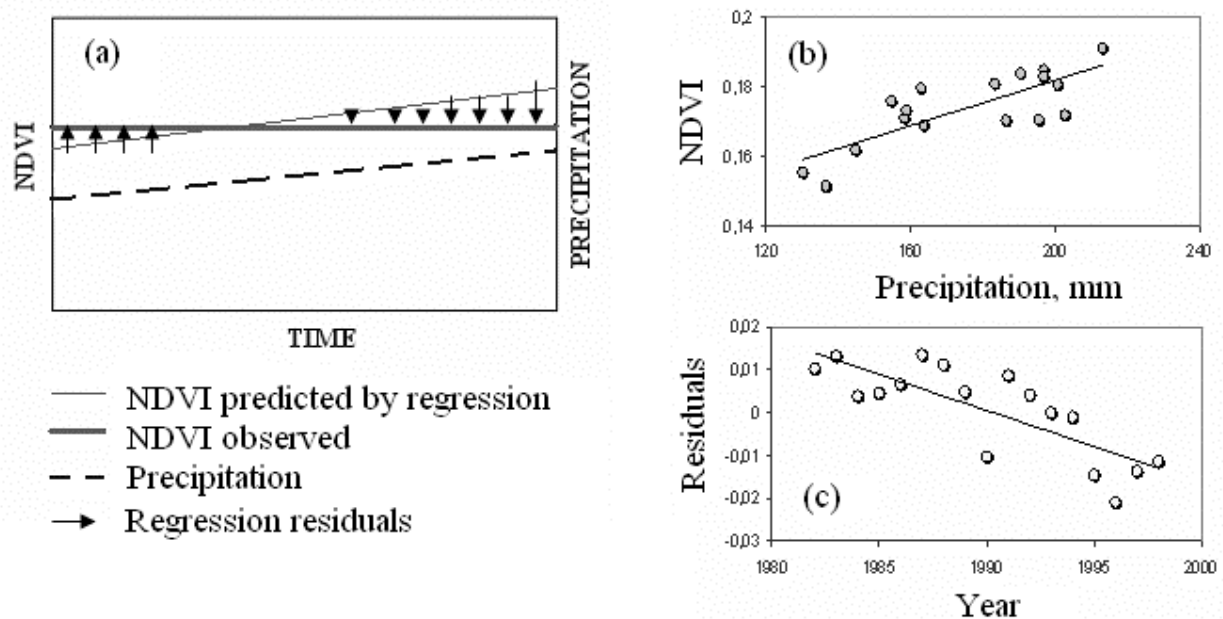 (a)
NDVI
PRECIPITATION
TIME
NDVI predicted by regression
NDVI observed
Precipitation
Regression residuals
(b)
NDVI
0,2
0,18
0,16
0,14
120 160 200 240
Precipitation, mm
Residuals
0,02
0,01
0
-0,01
-0,02
-0,03
(c)
1980 1985 1990 1995 2000
Year